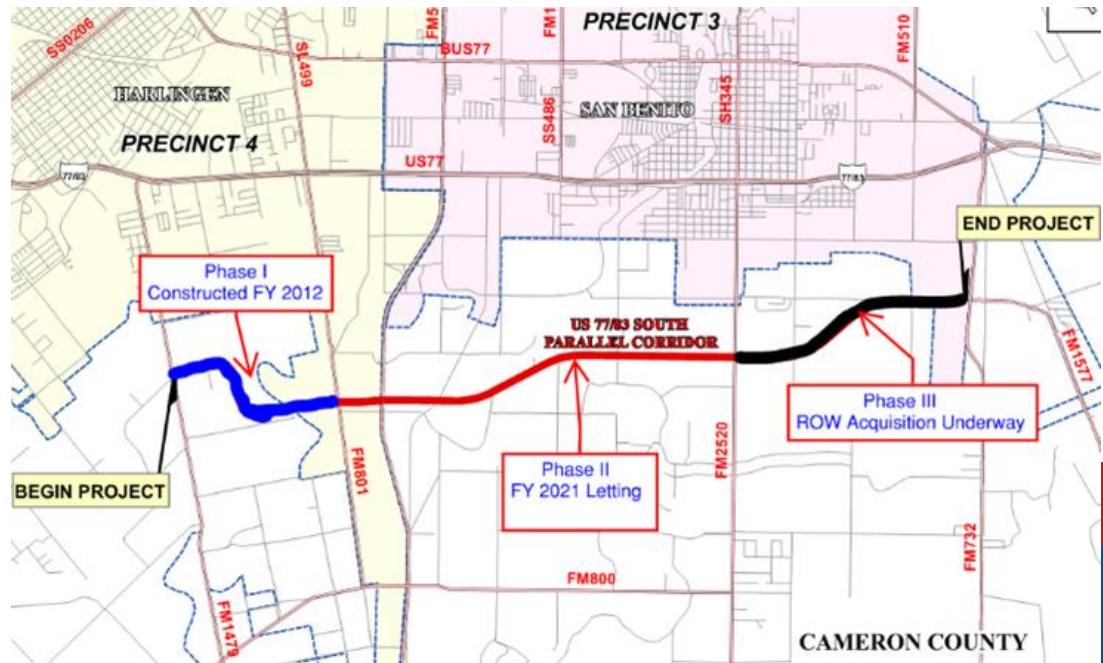 PRECINCT 3
SS0206
SL499
FM5
BUS77
FM1
FM510
HARLINGEN
SS486
SAN BENITO
SH345
PRECINCT 4
US77
77/83
77/83
END PROJECT
Phase I
Constructed FY 2012
US 77/83 SOUTH
PARALLEL CORRIDOR
FM1577
Phase III
ROW Acquisition Underway
BEGIN PROJECT
FM801
Phase II
FY 2021 Letting
FM2520
FM732
FM800
FM1479
CAMERON COUNTY